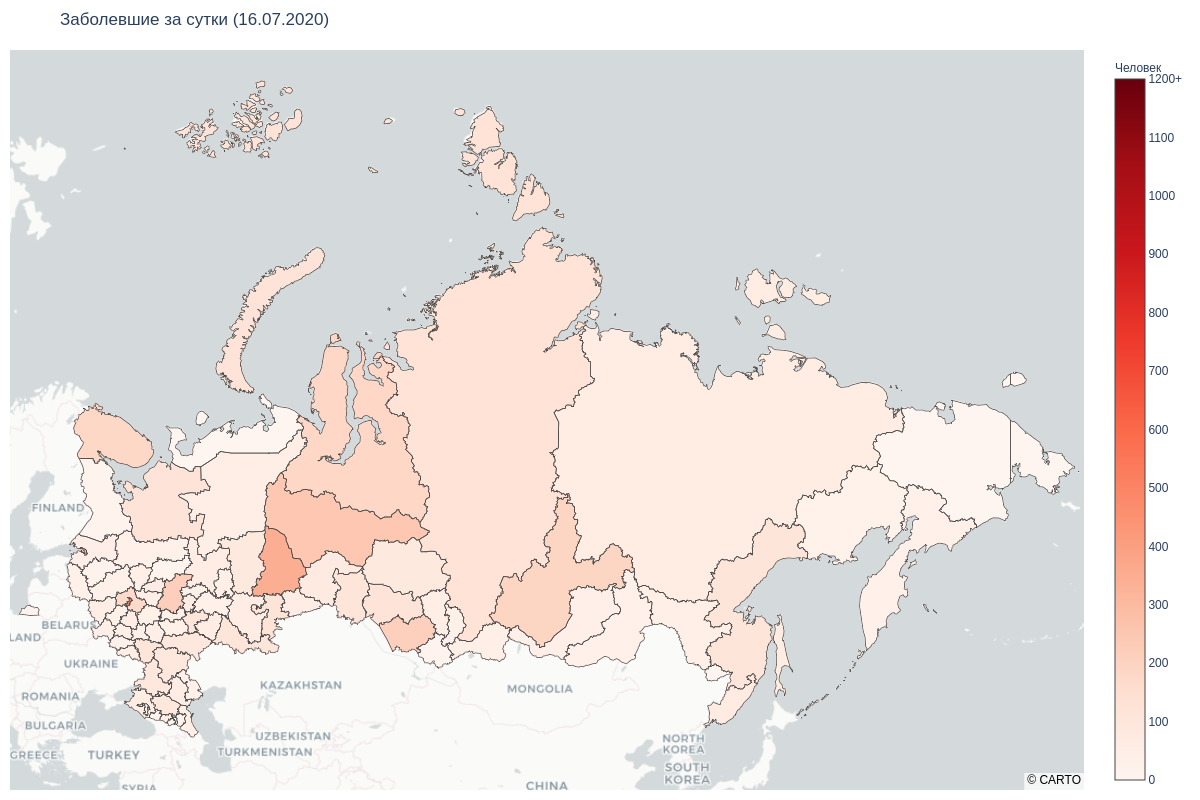 Заболевшие за сутки (16.07.2020)
Человек
1200+
1100
1000
900
800
700
600
500
400
300
200
100
0
FINLAND
BELARUS
LAND
UKRAINE
ROMANIA
BULGARIA
GREECE
TURKEY
SYRIA
KAZAKHSTAN
UZBEKISTAN
TURKMENISTAN
MONGOLIA
CHINA
NORTH
KOREA
SOUTH
KOREA
© CARTO